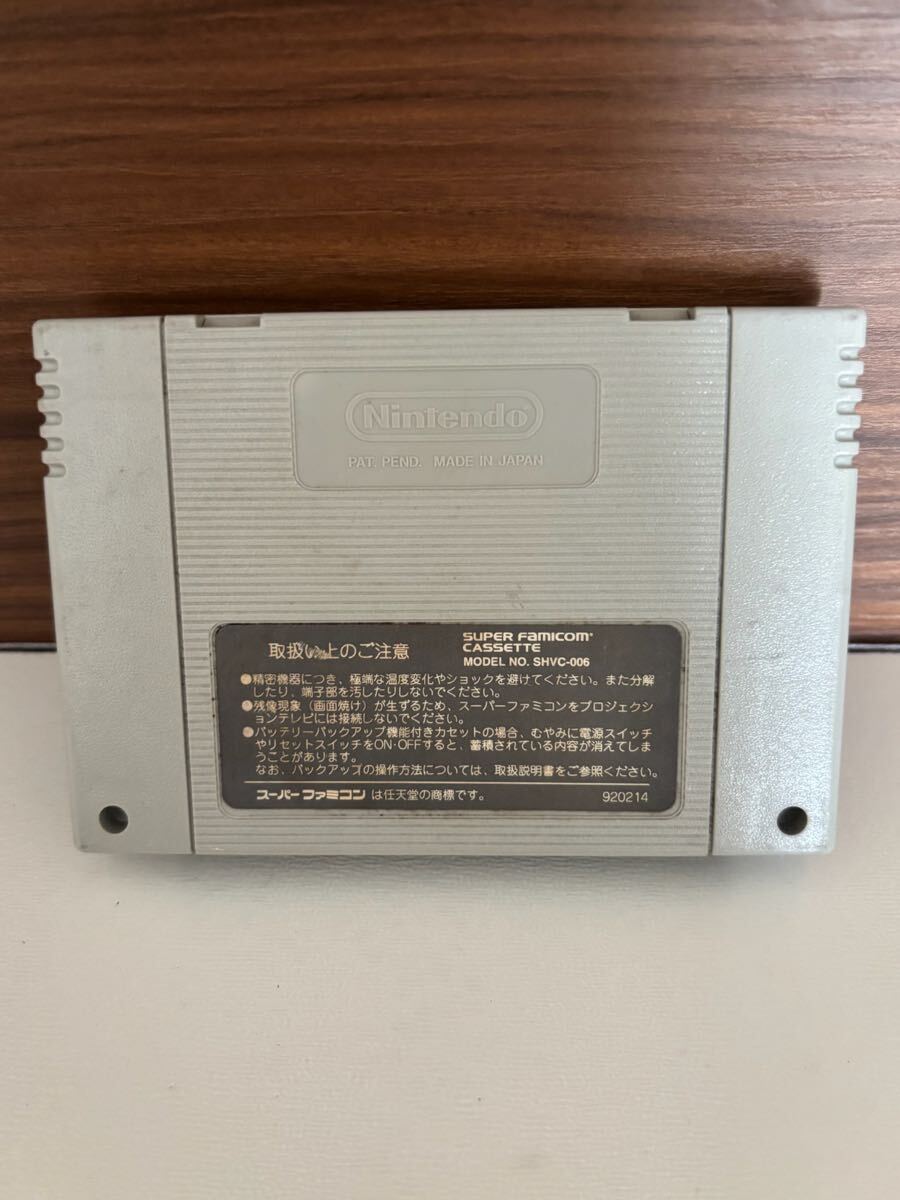 Nintendo
PAT. PEND. MADE IN JAPAN
取扱い上のご注意
SUPER FAMICOM
CASSETTE
MODEL NO. SHVC-006
●精密機器につき、極端な温度変化やショックを避けてください。また分解
したり、端子部を汚したりしないでください。
●残像現象（画面焼け）が生ずるため、スーパーファミコンをプロジェクシ
ョンテレビには接続しないでください。
●バッテリーバックアップ機能付きカセットの場合、むやみに電源スイッチ
やリセットスイッチをON・OFFすると、蓄積されている内容が消えてしま
うことがあります。
なお、バックアップの操作方法については、取扱説明書をご参照ください。
スーパーファミコン は任天堂の商標です。
920214